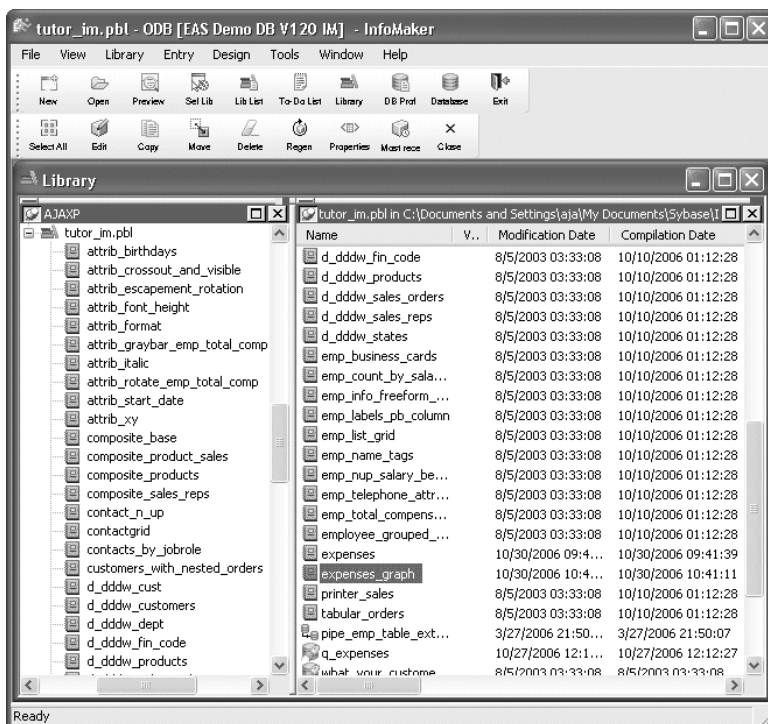 tutor_im.pbl - ODB [EAS Demo DB V120 IM] - InfoMaker
File View Library Entry Design Tools Window Help
New Open Preview Sel Lib Lib List To-Do List Library DB Prof Database Exit
Select All Edit Copy Move Delete Regen Properties Most rece Close
Library
AJAXP
tutor_im.pbl
attrib_birthdays
attrib_crossout_and_visible
attrib_escapement_rotation
attrib_font_height
attrib_format
attrib_graybar_emp_total_comp
attrib_italic
attrib_rotate_emp_total_comp
attrib_start_date
attrib_xy
composite_base
composite_product_sales
composite_products
composite_sales_reps
contact_n_up
contactgrid
contacts_by_jobrole
customers_with_nested_orders
d_dddw_cust
d_dddw_customers
d_dddw_dept
d_dddw_fin_code
d_dddw_products
tutor_im.pbl in C:\Documents and Settings\aja\My Documents\Sybase\I
Name V.. Modification Date Compilation Date
d_dddw_fin_code 8/5/2003 03:33:08 10/10/2006 01:12:28
d_dddw_products 8/5/2003 03:33:08 10/10/2006 01:12:28
d_dddw_sales_orders 8/5/2003 03:33:08 10/10/2006 01:12:28
d_dddw_sales_reps 8/5/2003 03:33:08 10/10/2006 01:12:28
d_dddw_states 8/5/2003 03:33:08 10/10/2006 01:12:28
emp_business_cards 8/5/2003 03:33:08 10/10/2006 01:12:28
emp_count_by_sala... 8/5/2003 03:33:08 10/10/2006 01:12:28
emp_info_freeform_... 8/5/2003 03:33:08 10/10/2006 01:12:28
emp_labels_pb_column 8/5/2003 03:33:08 10/10/2006 01:12:28
emp_list_grid 8/5/2003 03:33:08 10/10/2006 01:12:28
emp_name_tags 8/5/2003 03:33:08 10/10/2006 01:12:28
emp_nup_salary_be... 8/5/2003 03:33:08 10/10/2006 01:12:28
emp_telephone_attr... 8/5/2003 03:33:08 10/10/2006 01:12:28
emp_total_compens... 8/5/2003 03:33:08 10/10/2006 01:12:28
employee_grouped_... 8/5/2003 03:33:08 10/10/2006 01:12:28
expenses 10/30/2006 09:4... 10/30/2006 09:41:39
expenses_graph 10/30/2006 10:4... 10/30/2006 10:41:11
printer_sales 8/5/2003 03:33:08 10/10/2006 01:12:28
tabular_orders 8/5/2003 03:33:08 10/10/2006 01:12:28
pipe_emp_table_ext... 3/27/2006 21:50... 3/27/2006 21:50:07
q_expenses 10/27/2006 12:1... 10/27/2006 12:12:27
what_your_custome 8/5/2003 03:33:08 8/5/2003 03:33:08
Ready